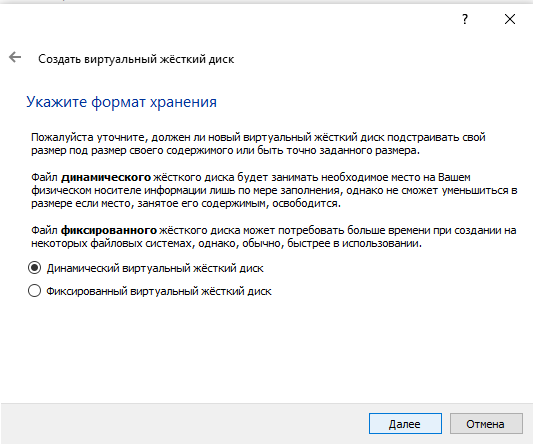 ?
Создать виртуальный жёсткий диск
Укажите формат хранения
Пожалуйста уточните, должен ли новый виртуальный жёсткий диск подстраивать свой
размер под размер своего содержимого или быть точно заданного размера.
Файл динамического жёсткого диска будет занимать необходимое место на Вашем
физическом носителе информации лишь по мере заполнения, однако не сможет уменьшиться в
размере если место, занятое его содержимым, освободится.
Файл фиксированного жёсткого диска может потребовать больше времени при создании на
некоторых файловых системах, однако, обычно, быстрее в использовании.
Динамический виртуальный жёсткий диск
Фиксированный виртуальный жёсткий диск
Далее
Отмена